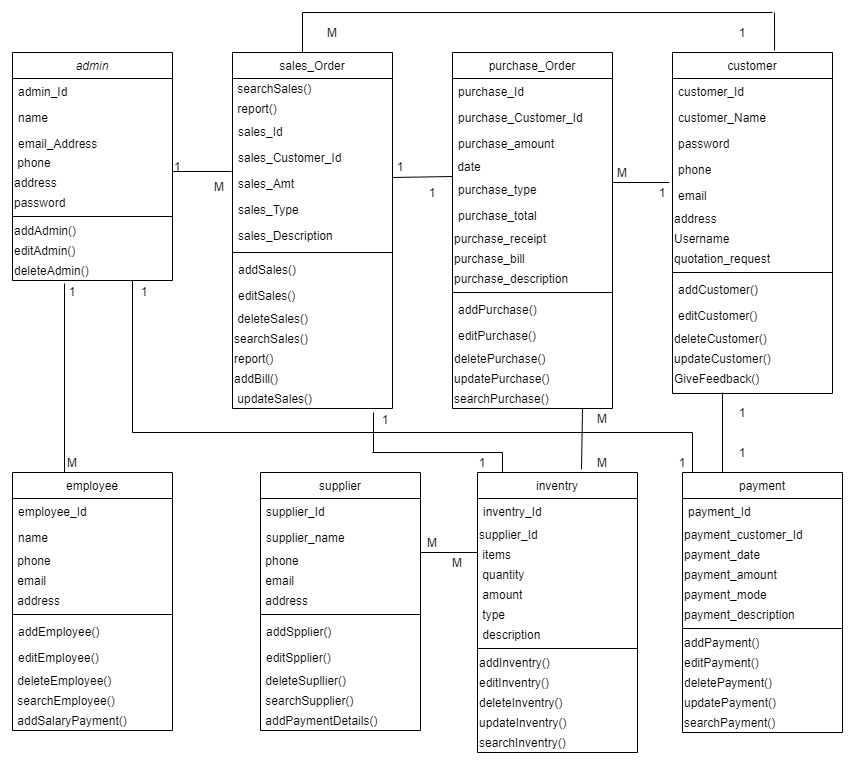 M
1
admin
admin_Id
name
email_Address
phone
address
password
addAdmin()
editAdmin()
deleteAdmin()
1
M
sales_Order
searchSales()
report()
sales_Id
sales_Customer_Id
sales_Amt
sales_Type
sales_Description
addSales()
editSales()
deleteSales()
searchSales()
report()
addBill()
updateSales()
1
1
purchase_Order
purchase_Id
purchase_Customer_Id
purchase_amount
date
purchase_type
purchase_total
purchase_receipt
purchase_bill
purchase_description
addPurchase()
editPurchase()
deletePurchase()
updatePurchase()
searchPurchase()
M
1
customer
customer_Id
customer_Name
password
phone
email
address
Username
quotation_request
addCustomer()
editCustomer()
deleteCustomer()
updateCustomer()
GiveFeedback()
1
1
1
M
1
M
1
M
1
1
employee
employee_Id
name
phone
email
address
addEmployee()
editEmployee()
deleteEmployee()
searchEmployee()
addSalaryPayment()
supplier
supplier_Id
supplier_name
phone
email
address
addSpplier()
editSpplier()
deleteSupllier()
searchSupplier()
addPaymentDetails()
M
M
inventry
inventry_Id
supplier_Id
items
quantity
amount
type
description
addInventry()
editInventry()
deleteInventry()
updateInventry()
searchInventry()
payment
payment_Id
payment_customer_Id
payment_date
payment_amount
payment_mode
payment_description
addPayment()
editPayment()
deletePayment()
updatePayment()
searchPayment()